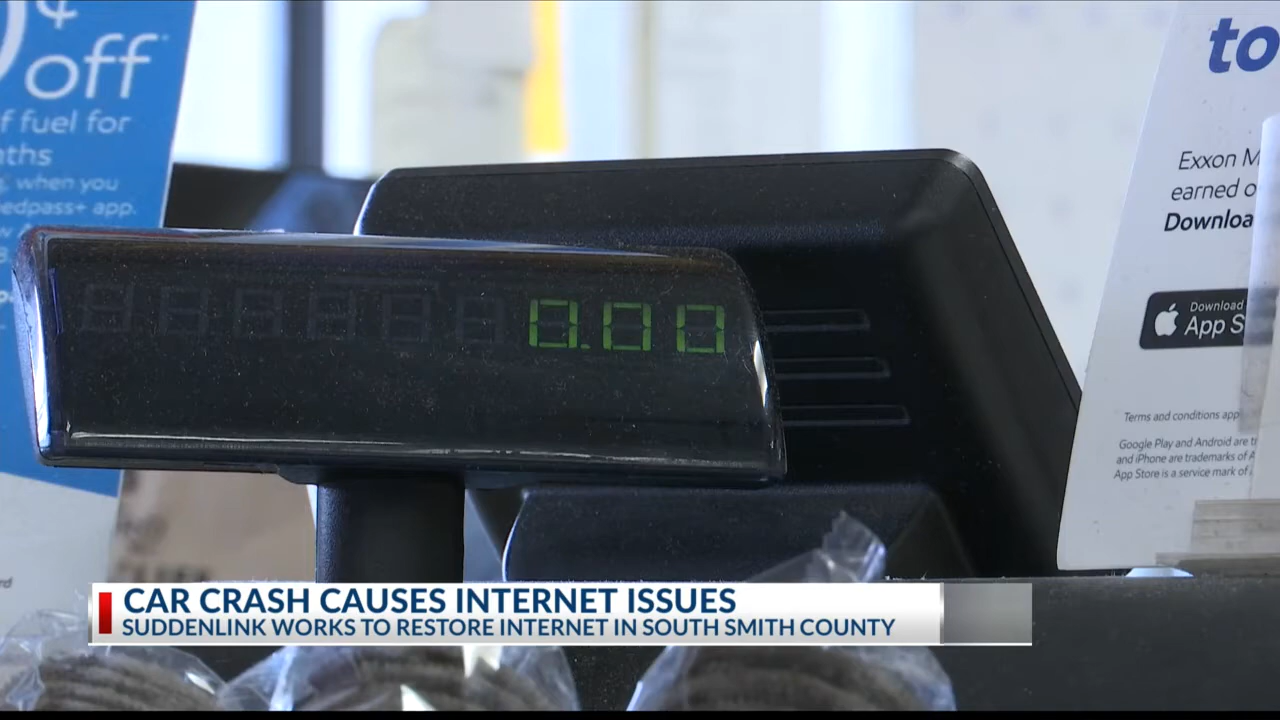 ¢
off
f fuel for
ths
when you
edpass+ app.
to
Exxon M
earned o
Downloa
Download
App S
Terms and conditions app
Google Play and Android are t
and iPhone are trademarks of A
App Store is a service mark of
0.00
CAR CRASH CAUSES INTERNET ISSUES
SUDDENLINK WORKS TO RESTORE INTERNET IN SOUTH SMITH COUNTY